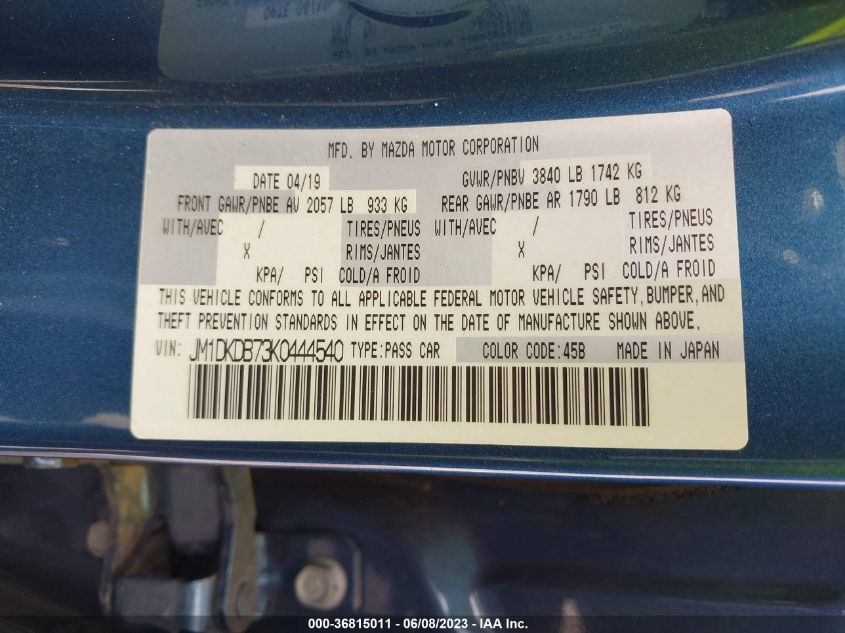 MFD. BY MAZDA MOTOR CORPORATION
DATE 04/19 GVWR/PNBV 3840 LB 1742 KG
FRONT GAWR/PNBE AV 2057 LB 933 KG REAR GAWR/PNBE AR 1790 LB 812 KG
WITH/AVEC / TIRES/PNEUS WITH/AVEC / TIRES/PNEUS
X RIMS/JANTES X RIMS/JANTES
KPA/ PSI COLD/A FROID KPA/ PSI COLD/A FROID
THIS VEHICLE CONFORMS TO ALL APPLICABLE FEDERAL MOTOR VEHICLE SAFETY, BUMPER, AND
THEFT PREVENTION STANDARDS IN EFFECT ON THE DATE OF MANUFACTURE SHOWN ABOVE.
VIN: JM1DKDB73K0444540 TYPE:PASS CAR COLOR CODE:45B MADE IN JAPAN
000-36815011 - 06/08/2023 - IAA Inc.